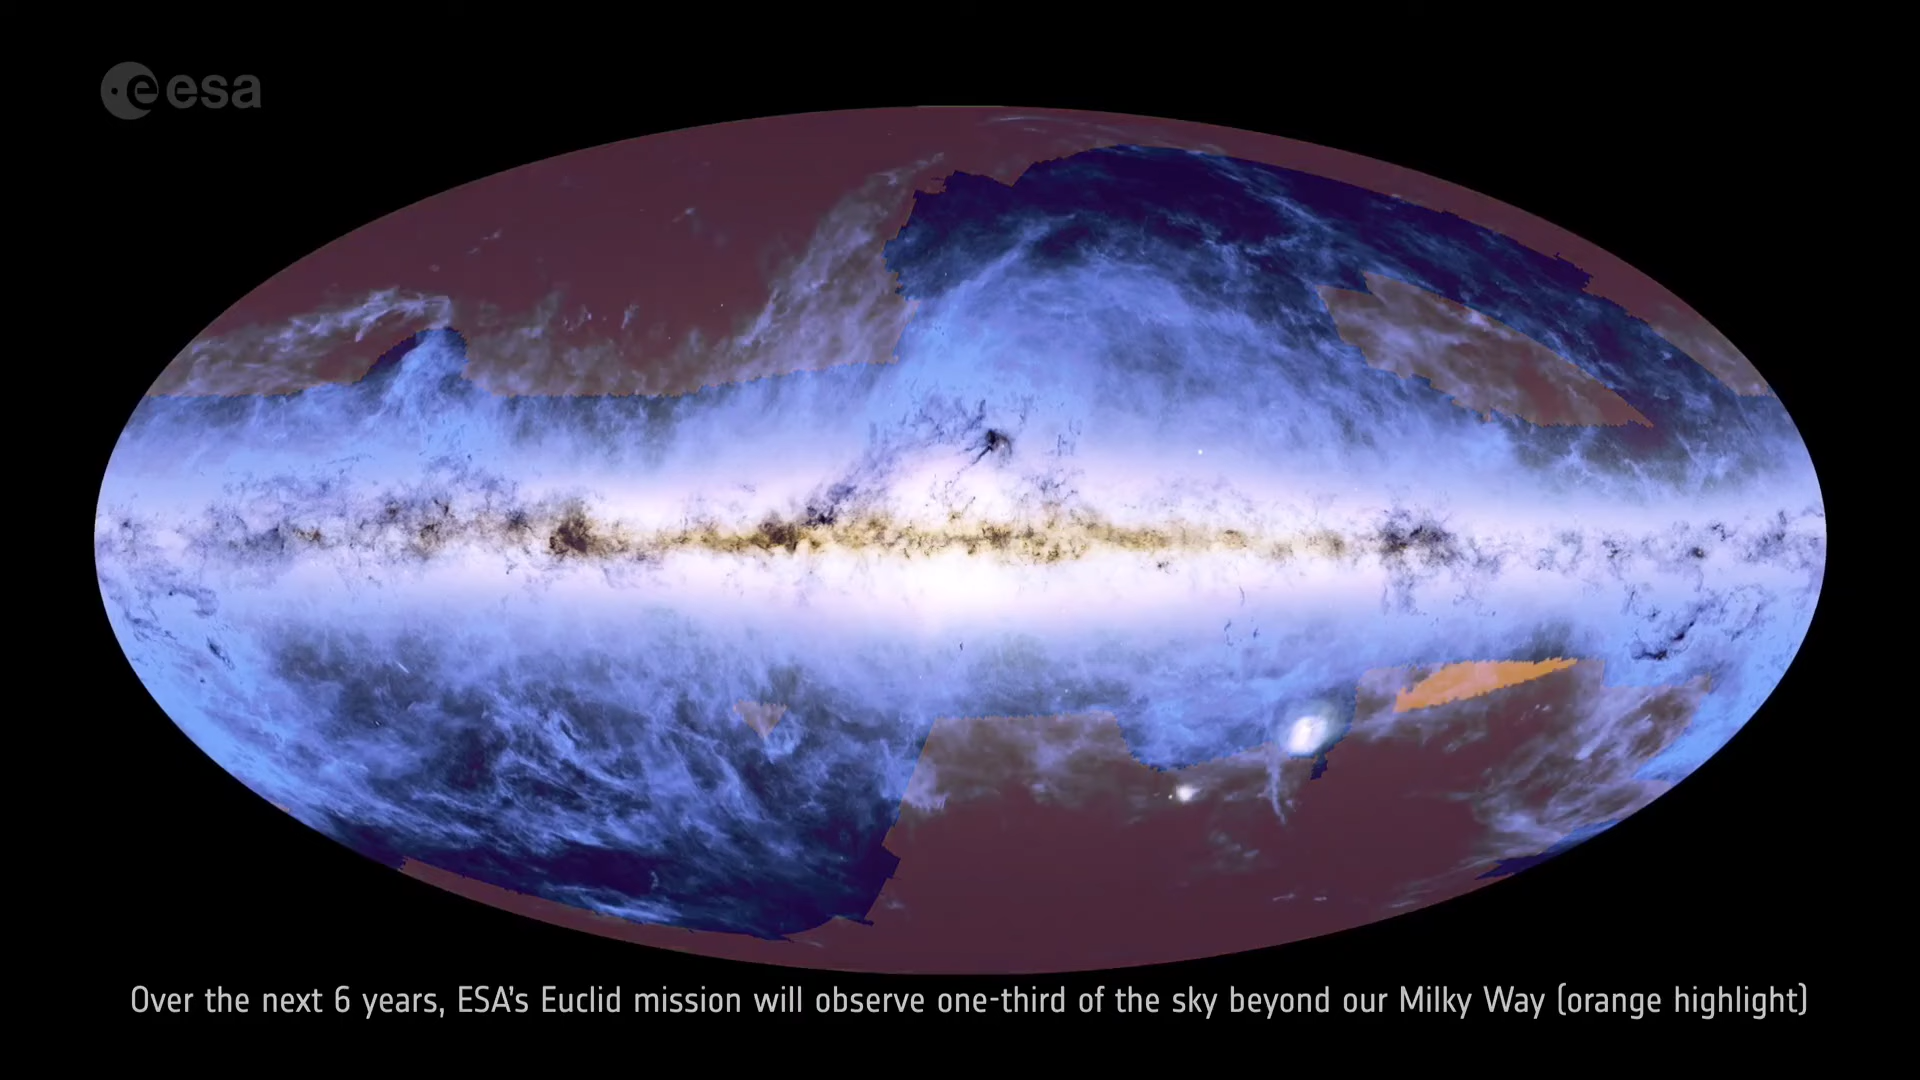 esa
Over the next 6 years, ESA’s Euclid mission will observe one-third of the sky beyond our Milky Way (orange highlight)